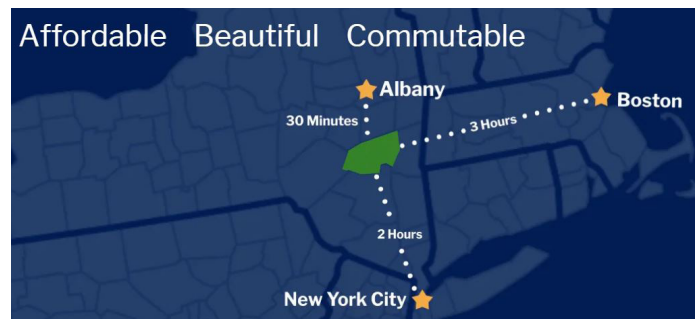 Affordable Beautiful Commutable
Albany
30 Minutes
Boston
3 Hours
2 Hours
New York City